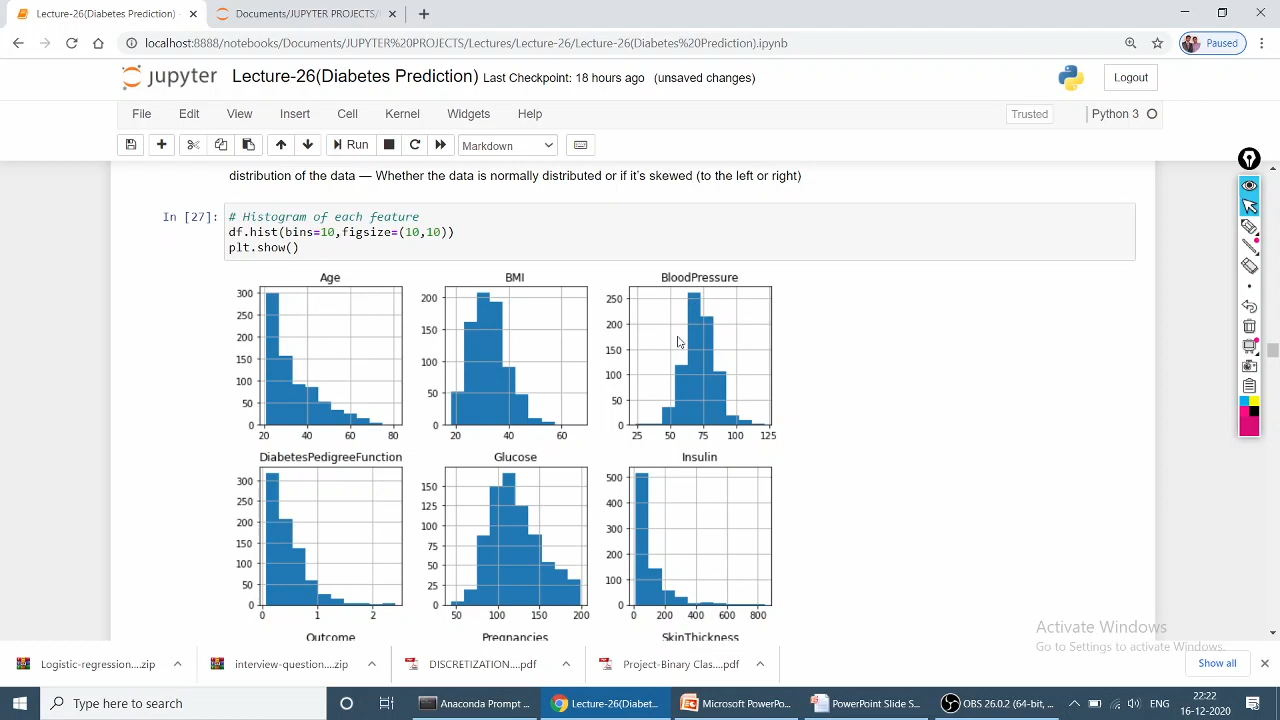 Lecture-26(Diabetes Prediction)
Documents/JUPYTER PROJECTS/
localhost:8888/notebooks/Documents/JUPYTER%20PROJECTS/Lectures/Lecture-26/Lecture-26(Diabetes%20Prediction).ipynb
Paused
jupyter Lecture-26(Diabetes Prediction) Last Checkpoint: 18 hours ago (unsaved changes)
Logout
File Edit View Insert Cell Kernel Widgets Help
Trusted
Python 3
Run
Markdown
distribution of the data — Whether the data is normally distributed or if it's skewed (to the left or right)
In [27]:
# Histogram of each feature
df.hist(bins=10,figsize=(10,10))
plt.show()
Age
300
250
200
150
100
50
0
20 40 60 80
BMI
200
150
100
50
0
20 40 60
BloodPressure
250
200
150
100
50
0
25 50 75 100 125
DiabetesPedigreeFunction
300
250
200
150
100
50
0
0 1 2
Glucose
150
125
100
75
50
25
0
50 100 150 200
Insulin
500
400
300
200
100
0
0 200 400 600 800
Outcome
Pregnancies
SkinThickness
Activate Windows
Go to Settings to activate Windows.
Logistic-regression....zip
interview-question....zip
DISCRETIZATION....pdf
Project-Binary Clas....pdf
Show all
Type here to search
Anaconda Prompt ...
Lecture-26(Diabet...
Microsoft PowerPo...
PowerPoint Slide S...
OBS 26.0.2 (64-bit, ...
ENG
22:22
16-12-2020